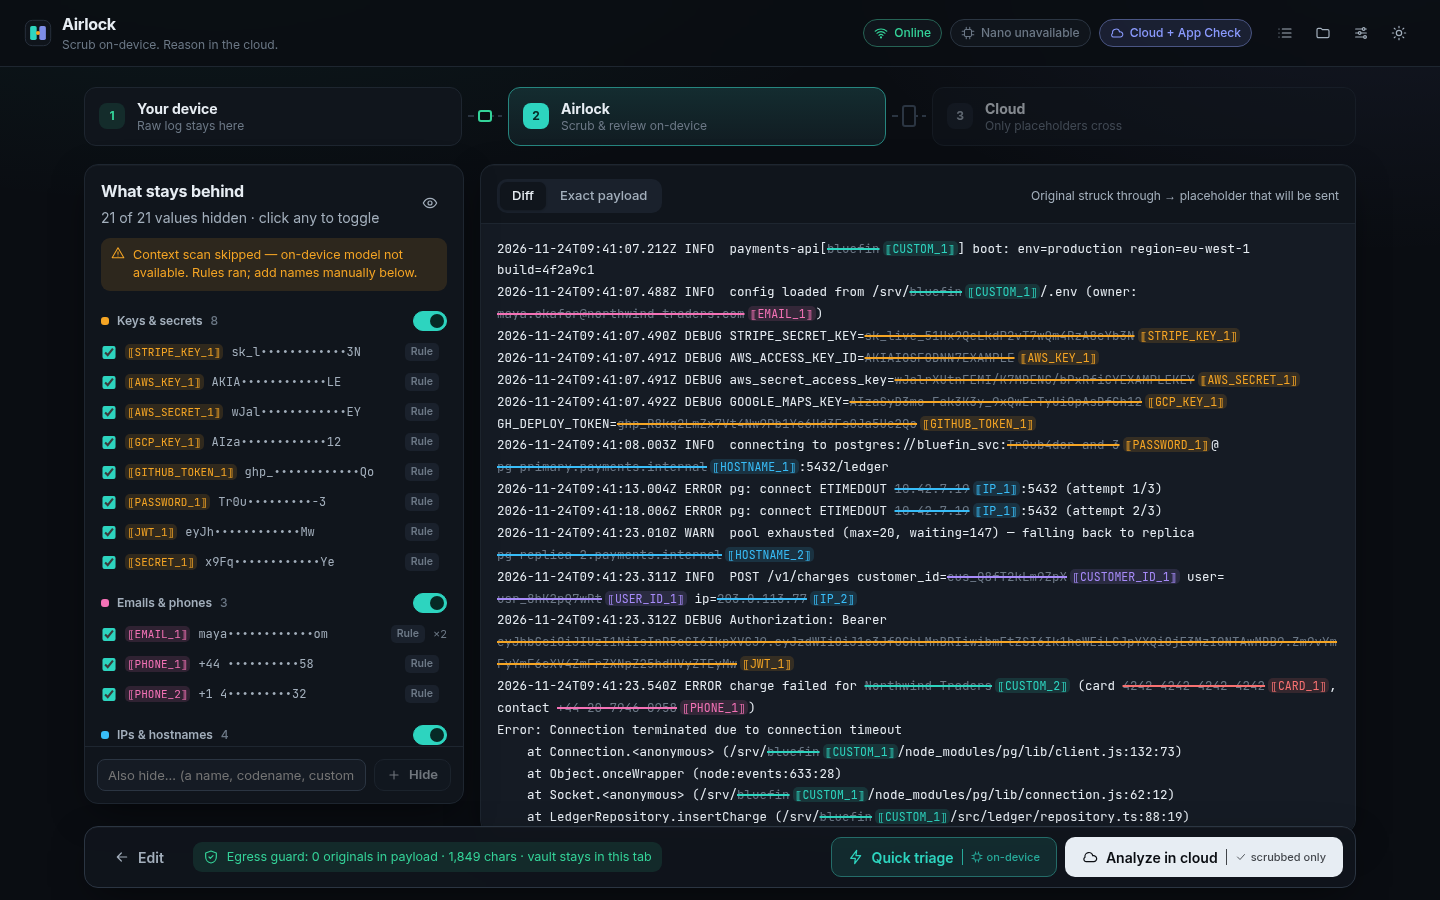 Airlock
Scrub on-device. Reason in the cloud.
Online
Nano unavailable
Cloud + App Check
1
Your device
Raw log stays here
2
Airlock
Scrub & review on-device
3
Cloud
Only placeholders cross
What stays behind
21 of 21 values hidden · click any to toggle
Context scan skipped — on-device model not
available. Rules ran; add names manually below.
Keys & secrets 8
⟦STRIPE_KEY_1⟧ sk_l••••••••••••3N Rule
⟦AWS_KEY_1⟧ AKIA••••••••••••LE Rule
⟦AWS_SECRET_1⟧ wJal••••••••••••EY Rule
⟦GCP_KEY_1⟧ AIza••••••••••••12 Rule
⟦GITHUB_TOKEN_1⟧ ghp_••••••••••••Qo Rule
⟦PASSWORD_1⟧ Tr0u•••••••••-3 Rule
⟦JWT_1⟧ eyJh••••••••••••Mw Rule
⟦SECRET_1⟧ x9Fq••••••••••••Ye Rule
Emails & phones 3
⟦EMAIL_1⟧ maya••••••••••••om Rule ×2
⟦PHONE_1⟧ +44 ••••••••••58 Rule
⟦PHONE_2⟧ +1 4•••••••••32 Rule
IPs & hostnames 4
Also hide... (a name, codename, custom
+ Hide
Diff
Exact payload
Original struck through → placeholder that will be sent
2026-11-24T09:41:07.212Z INFO payments-api[bluefin ⟦CUSTOM_1⟧] boot: env=production region=eu-west-1
build=4f2a9c1
2026-11-24T09:41:07.488Z INFO config loaded from /srv/bluefin ⟦CUSTOM_1⟧/.env (owner:
maya.okafor@northwind-traders.com ⟦EMAIL_1⟧)
2026-11-24T09:41:07.490Z DEBUG STRIPE_SECRET_KEY= ⟦STRIPE_KEY_1⟧
2026-11-24T09:41:07.491Z DEBUG AWS_ACCESS_KEY_ID=AKIAIOSFODNN7EXAMPLE ⟦AWS_KEY_1⟧
2026-11-24T09:41:07.491Z DEBUG aws_secret_access_key=wJalrXUtnFEMI/K7MDENG/bPxRfiCYEXAMPLEKEY ⟦AWS_SECRET_1⟧
2026-11-24T09:41:07.492Z DEBUG GOOGLE_MAPS_KEY= ⟦GCP_KEY_1⟧
GH_DEPLOY_TOKEN= ⟦GITHUB_TOKEN_1⟧
2026-11-24T09:41:08.003Z INFO connecting to postgres://bluefin_svc:Tr0ub4dor-and-3 ⟦PASSWORD_1⟧@
pg-primary.payments.internal ⟦HOSTNAME_1⟧:5432/ledger
2026-11-24T09:41:13.004Z ERROR pg: connect ETIMEDOUT 10.42.7.19 ⟦IP_1⟧:5432 (attempt 1/3)
2026-11-24T09:41:18.006Z ERROR pg: connect ETIMEDOUT 10.42.7.19 ⟦IP_1⟧:5432 (attempt 2/3)
2026-11-24T09:41:23.010Z WARN pool exhausted (max=20, waiting=147) — falling back to replica
pg-replica-2.payments.internal ⟦HOSTNAME_2⟧
2026-11-24T09:41:23.311Z INFO POST /v1/charges customer_id=cus_Q8fT2kLm9ZpX ⟦CUSTOMER_ID_1⟧ user=
usr_8hK2pQ7wRt ⟦USER_ID_1⟧ ip=203.0.113.77 ⟦IP_2⟧
2026-11-24T09:41:23.312Z DEBUG Authorization: Bearer
⟦JWT_1⟧
2026-11-24T09:41:23.540Z ERROR charge failed for Northwind Traders ⟦CUSTOM_2⟧ (card 4242 4242 4242 4242 ⟦CARD_1⟧,
contact +44 20 7946 0958 ⟦PHONE_1⟧)
Error: Connection terminated due to connection timeout
at Connection.<anonymous> (/srv/bluefin ⟦CUSTOM_1⟧/node_modules/pg/lib/client.js:132:73)
at Object.onceWrapper (node:events:633:28)
at Socket.<anonymous> (/srv/bluefin ⟦CUSTOM_1⟧/node_modules/pg/lib/connection.js:62:12)
at LedgerRepository.insertCharge (/srv/bluefin ⟦CUSTOM_1⟧/src/ledger/repository.ts:88:19)
Edit
Egress guard: 0 originals in payload · 1,849 chars · vault stays in this tab
Quick triage
on-device
Analyze in cloud
scrubbed only